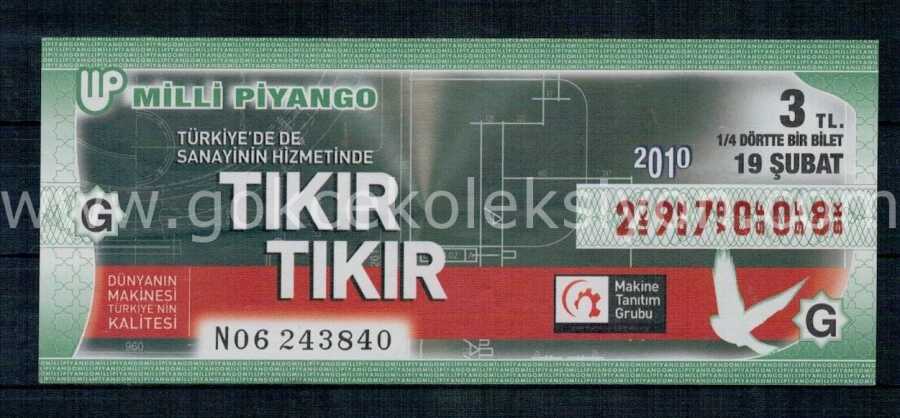 MİLLİ PİYANGO
TÜRKİYE'DE DE
SANAYİNİN HİZMETİNDE
TIKIR
TIKIR
3 TL.
1/4 DÖRTTE BİR BİLET
2010
19 ŞUBAT
297008
G
DÜNYANIN
MAKİNESİ
TÜRKİYE'NİN
KALİTESİ
Makine
Tanıtım
Grubu
G
N06 243840
960